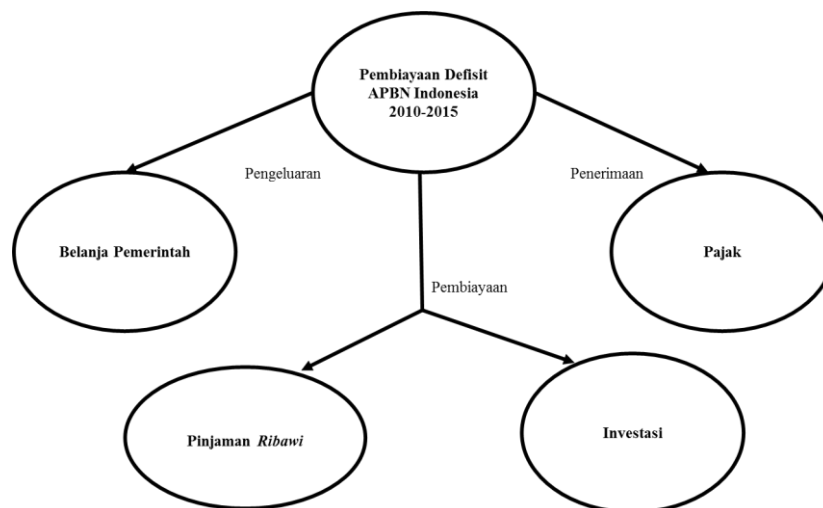 Pembiayaan Defisit
APBN Indonesia
2010-2015
Pengeluaran
Penerimaan
Belanja Pemerintah
Pajak
Pembiayaan
Pinjaman Ribawi
Investasi